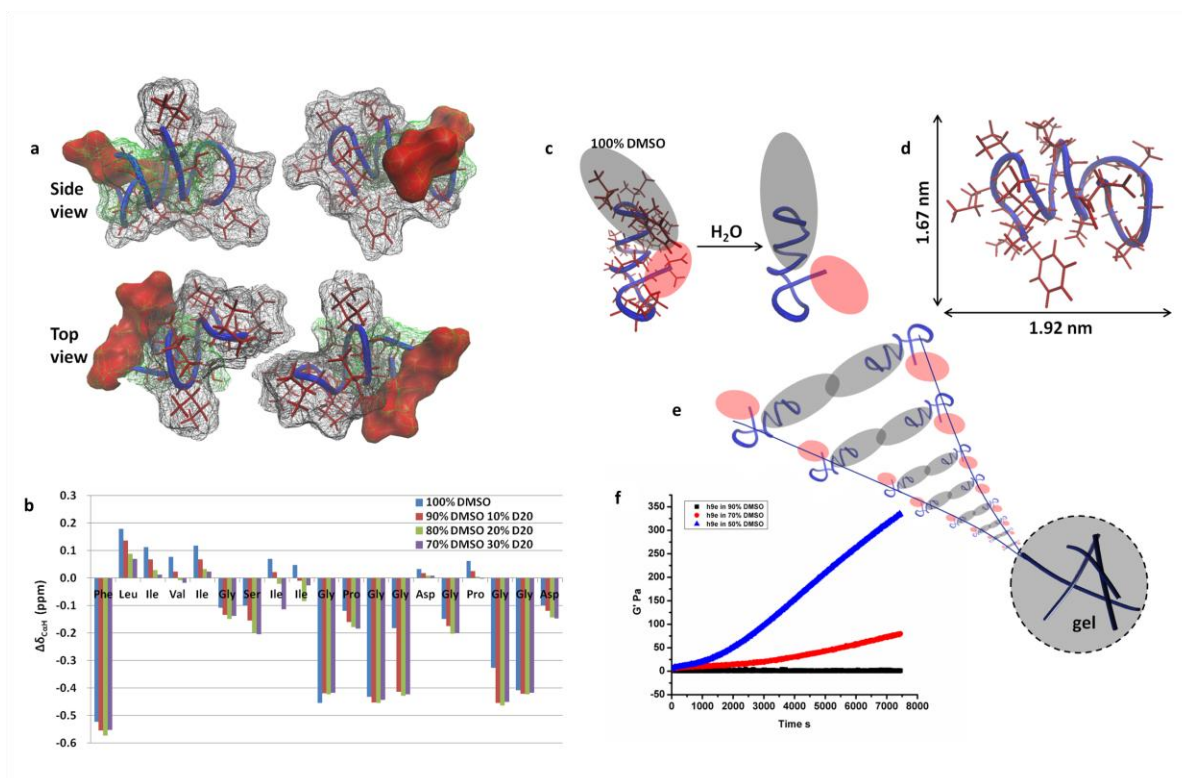 a
Side
view
Top
view
c
100% DMSO
H₂O
d
1.67 nm
1.92 nm
e
gel
b
0.3
0.2
0.1
0.0
-0.1
-0.2
-0.3
-0.4
-0.5
-0.6
Δδ CαH (ppm)
100% DMSO
90% DMSO 10% D20
80% DMSO 20% D20
70% DMSO 30% D20
Phe Leu Ile Val Ile Gly Ser Ile Ile Gly Pro Gly Gly Asp Gly Pro Gly Gly Asp
f
h9e in 90% DMSO
h9e in 70% DMSO
h9e in 50% DMSO
G' Pa
350
300
250
200
150
100
50
0
50
0 1000 2000 3000 4000 5000 6000 7000 8000
Time s